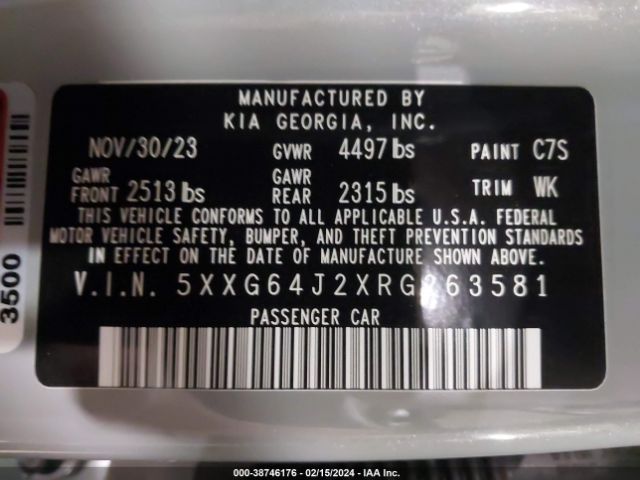 MANUFACTURED BY
KIA GEORGIA, INC.
NOV/30/23 GVWR 4497 lbs PAINT C7S
GAWR FRONT 2513 lbs GAWR REAR 2315 lbs TRIM WK
THIS VEHICLE CONFORMS TO ALL APPLICABLE U.S.A. FEDERAL
MOTOR VEHICLE SAFETY, BUMPER, AND THEFT PREVENTION STANDARDS
IN EFFECT ON THE DATE OF MANUFACTURE SHOWN ABOVE.
V.I.N. 5XXG64J2XRG263581
PASSENGER CAR
3500
000-38746176 - 02/15/2024 - IAA Inc.